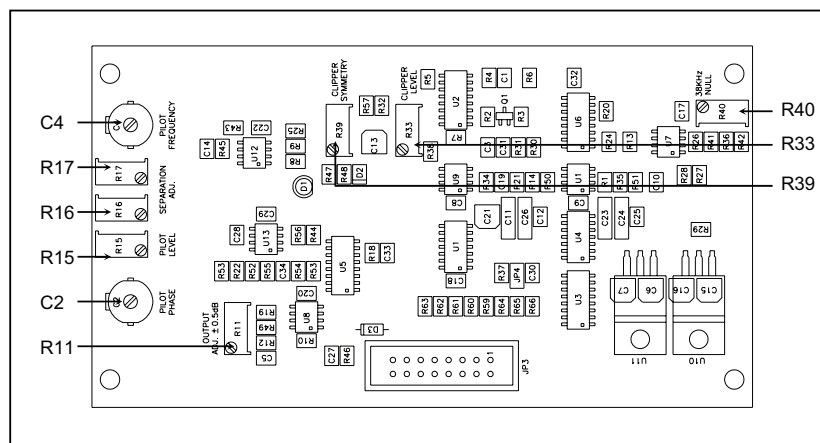 C4
R17
R16
R15
C2
R11
R40
R33
R39
PILOT
FREQUENCY
SEPARATION
ADJ.
PILOT
LEVEL
PILOT
PHASE
OUTPUT
ADJ. ± 0.5dB
CLIPPER
SYMMETRY
CLIPPER
LEVEL
38KHz
NULL
R17
R16
R15
R11
R39
R33
R40
R43
C22
C14
R45
U12
R25
R9
R8
D1
R57
R32
C13
R47
R48
D2
R38
R5
U2
R7
R4
C1
R6
R2
Q1
R3
C3
C31
R31
R30
C32
U6
R20
R24
R13
C17
U7
R26
R41
R36
R42
U9
C8
R34
C19
R21
R14
R50
U1
C9
R1
R35
R51
C10
R28
R27
C29
C28
U13
R56
R44
R53
R22
R52
R55
C34
R54
R53
U5
R18
C33
U1
C18
C21
C11
C26
C12
U4
C23
C24
C25
R29
R37
JP4
C30
U3
R63
R62
R61
R60
R59
R64
R65
R66
C7
C6
C16
C15
U11
U10
R19
R49
R12
C5
C20
U8
R10
D3
C27
R46
1
JP3